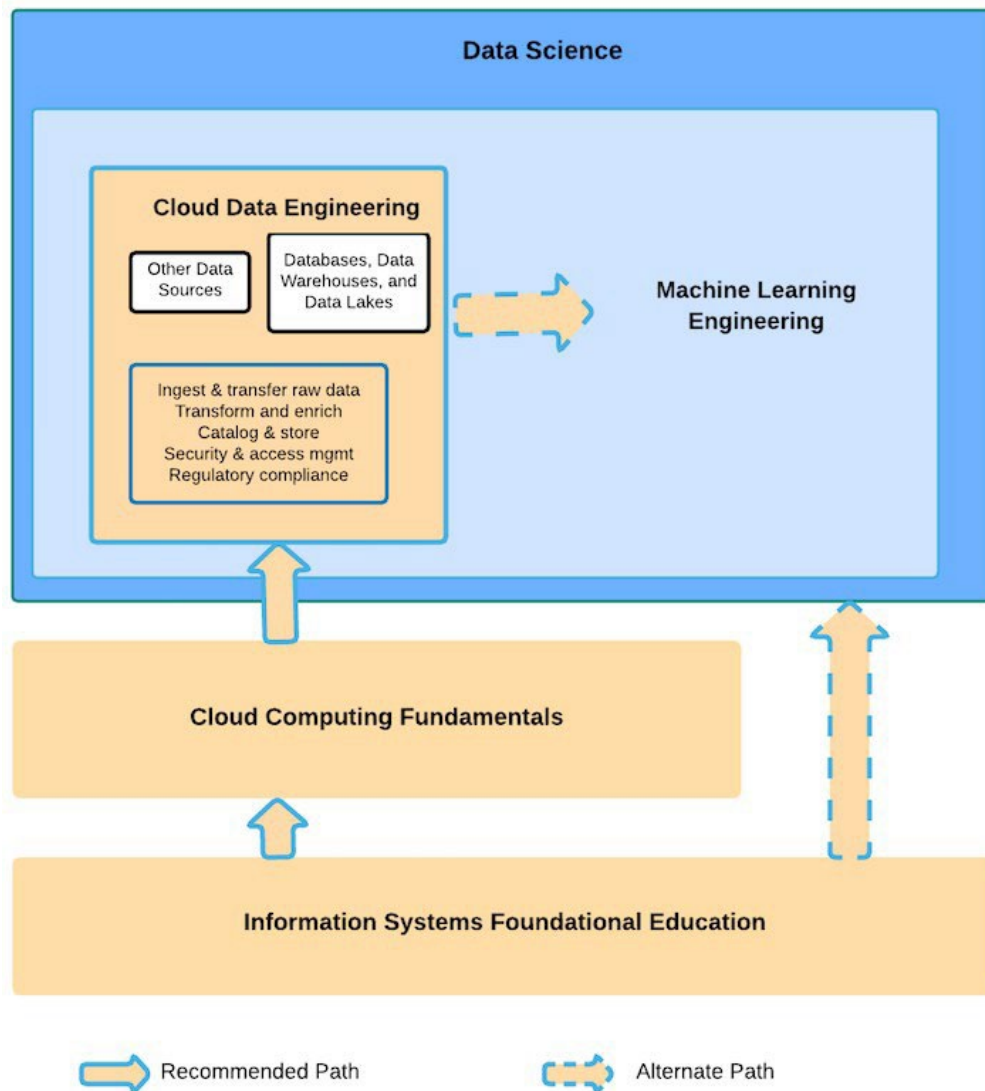 Data Science
Cloud Data Engineering
Other Data
Sources
Databases, Data
Warehouses, and
Data Lakes
Machine Learning
Engineering
Ingest & transfer raw data
Transform and enrich
Catalog & store
Security & access mgmt
Regulatory compliance
Cloud Computing Fundamentals
Information Systems Foundational Education
Recommended Path
Alternate Path